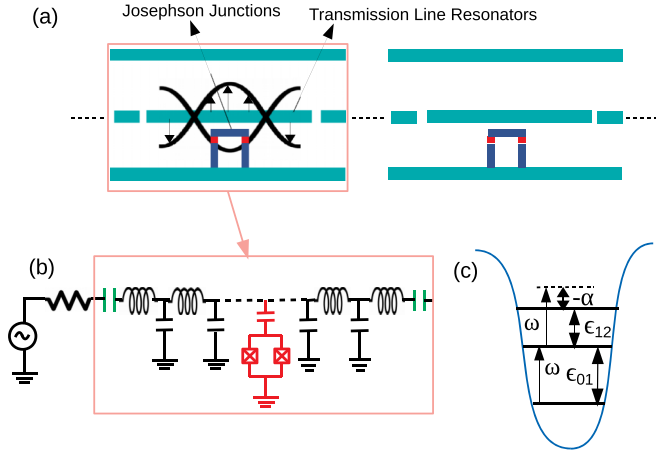 (a)
Josephson Junctions
Transmission Line Resonators
(b)
(c)
-α
ω
ϵ12
ω
ϵ01